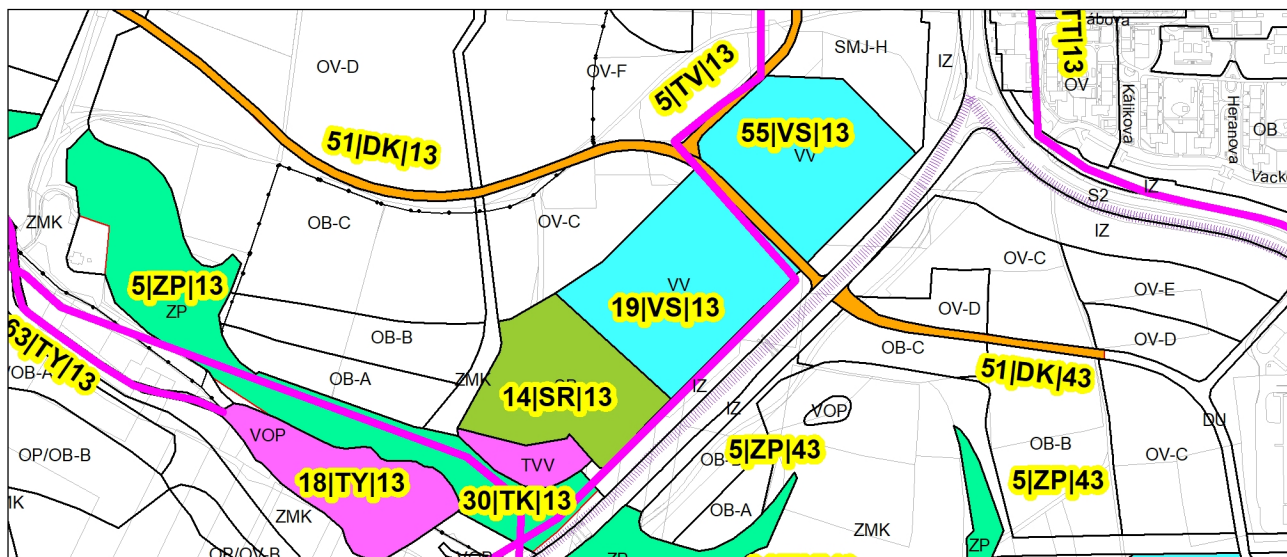 ábova
SMJ-H
IZ
OV-D
OV-F
5|TV|13
OV
Kálikova
Heranova
OB
51|DK|13
55|VS|13
VV
S2
IZ
ZMK
OB-C
OV-C
IZ
OV-C
5|ZP|13
ZP
VV
19|VS|13
OV-E
OV-D
OB-B
OV-D
63|TY|13
OB-C
OB-A
ZMK
51|DK|43
14|SR|13
IZ
IZ
VOP
DU
VOP
5|ZP|43
OB-B
OP/OB-B
TVV
OV-C
18|TY|13
5|ZP|43
30|TK|13
OB-A
ZMK
ZMK
OB/OV-B
VOP
ZP
ZP